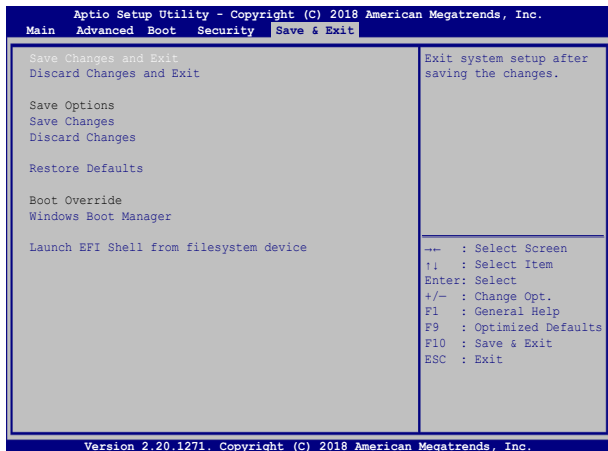 Aptio Setup Utility - Copyright (C) 2018 American Megatrends, Inc.
Main Advanced Boot Security Save & Exit
Save Changes and Exit
Discard Changes and Exit
Save Options
Save Changes
Discard Changes
Restore Defaults
Boot Override
Windows Boot Manager
Launch EFI Shell from filesystem device
Exit system setup after
saving the changes.
→← : Select Screen
↑↓ : Select Item
Enter: Select
+/— : Change Opt.
F1 : General Help
F9 : Optimized Defaults
F10 : Save & Exit
ESC : Exit
Version 2.20.1271. Copyright (C) 2018 American Megatrends, Inc.